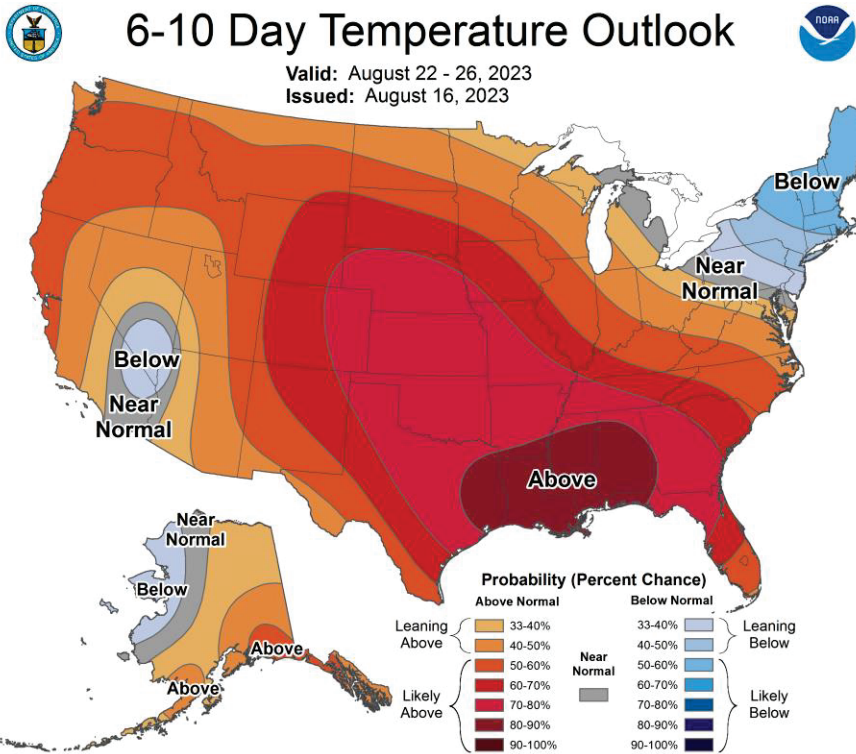 6-10 Day Temperature Outlook
NOAA
Valid: August 22 - 26, 2023
Issued: August 16, 2023
Below
Near
Normal
Below
Near
Normal
Above
Near
Normal
Below
Above
Above
Probability (Percent Chance)
Above Normal
Below Normal
Leaning
Above
33-40%
40-50%
Likely
Above
50-60%
60-70%
70-80%
80-90%
90-100%
Near
Normal
33-40%
40-50%
Leaning
Below
50-60%
60-70%
70-80%
80-90%
90-100%
Likely
Below